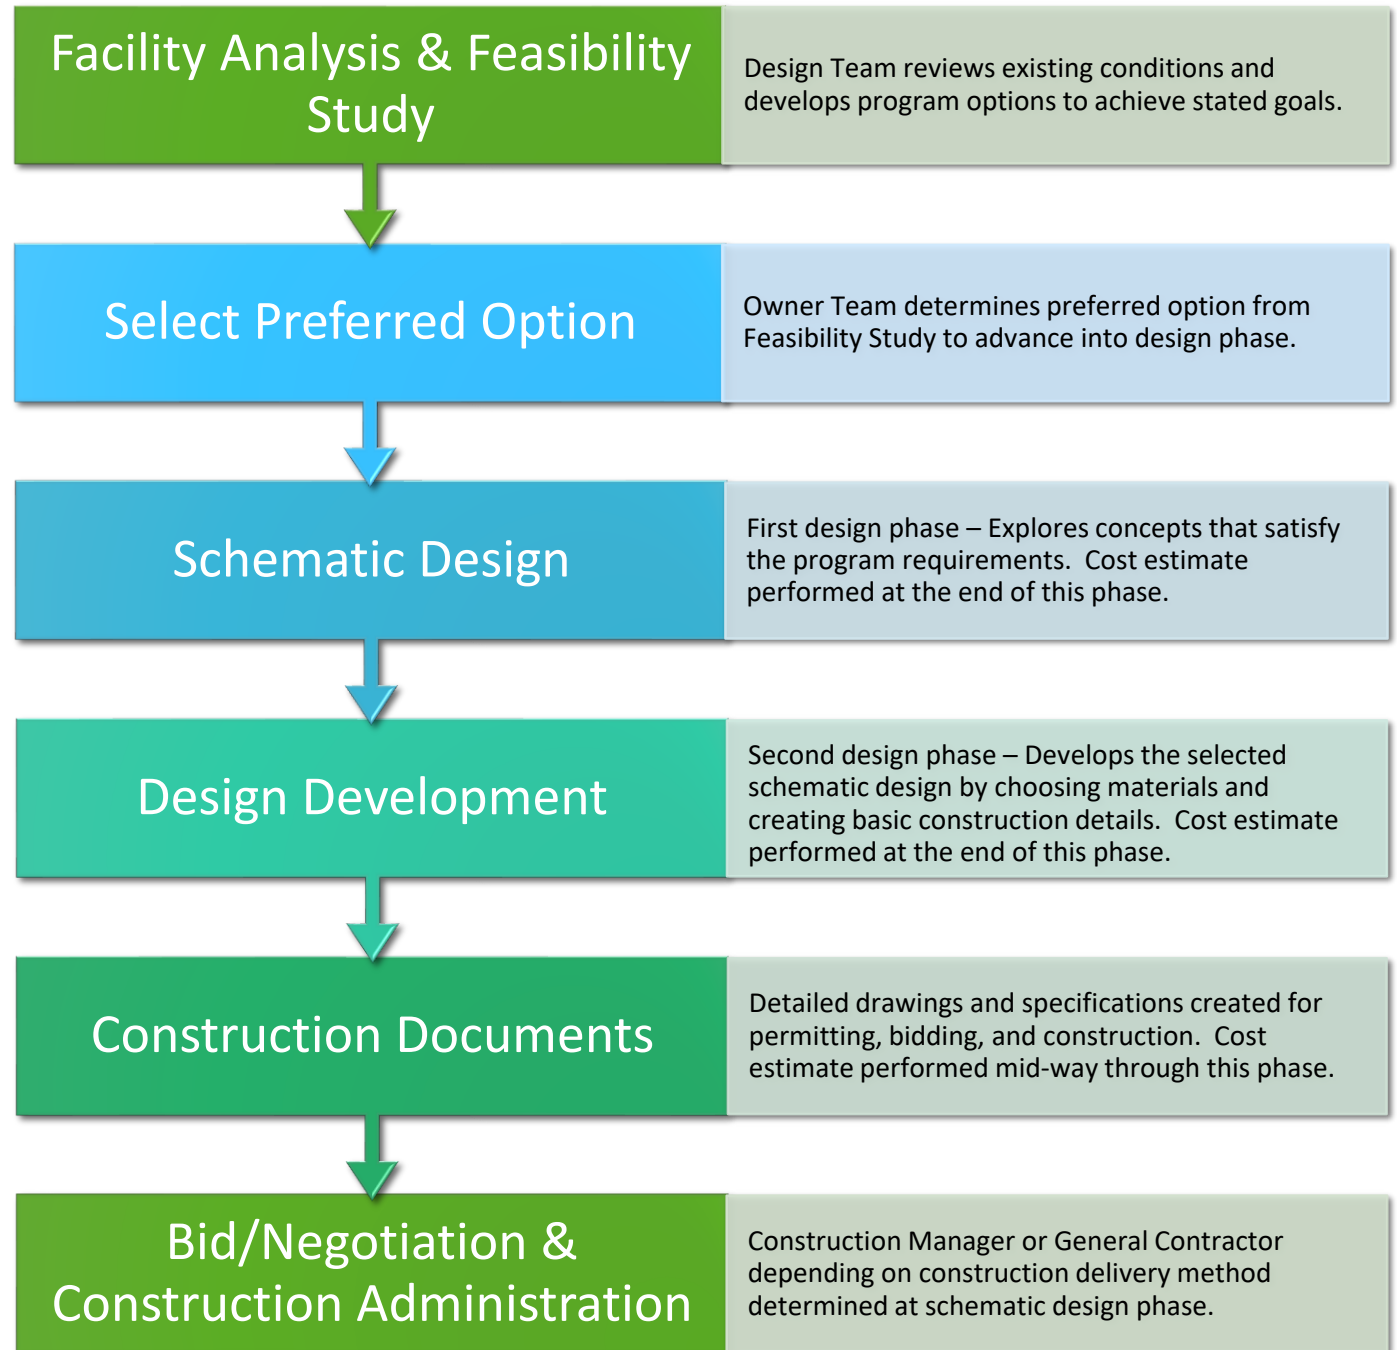 Facility Analysis & Feasibility
Study
Design Team reviews existing conditions and
develops program options to achieve stated goals.
Select Preferred Option
Owner Team determines preferred option from
Feasibility Study to advance into design phase.
Schematic Design
First design phase – Explores concepts that satisfy
the program requirements.  Cost estimate
performed at the end of this phase.
Design Development
Second design phase – Develops the selected
schematic design by choosing materials and
creating basic construction details.  Cost estimate
performed at the end of this phase.
Construction Documents
Detailed drawings and specifications created for
permitting, bidding, and construction.  Cost
estimate performed mid-way through this phase.
Bid/Negotiation &
Construction Administration
Construction Manager or General Contractor
depending on construction delivery method
determined at schematic design phase.